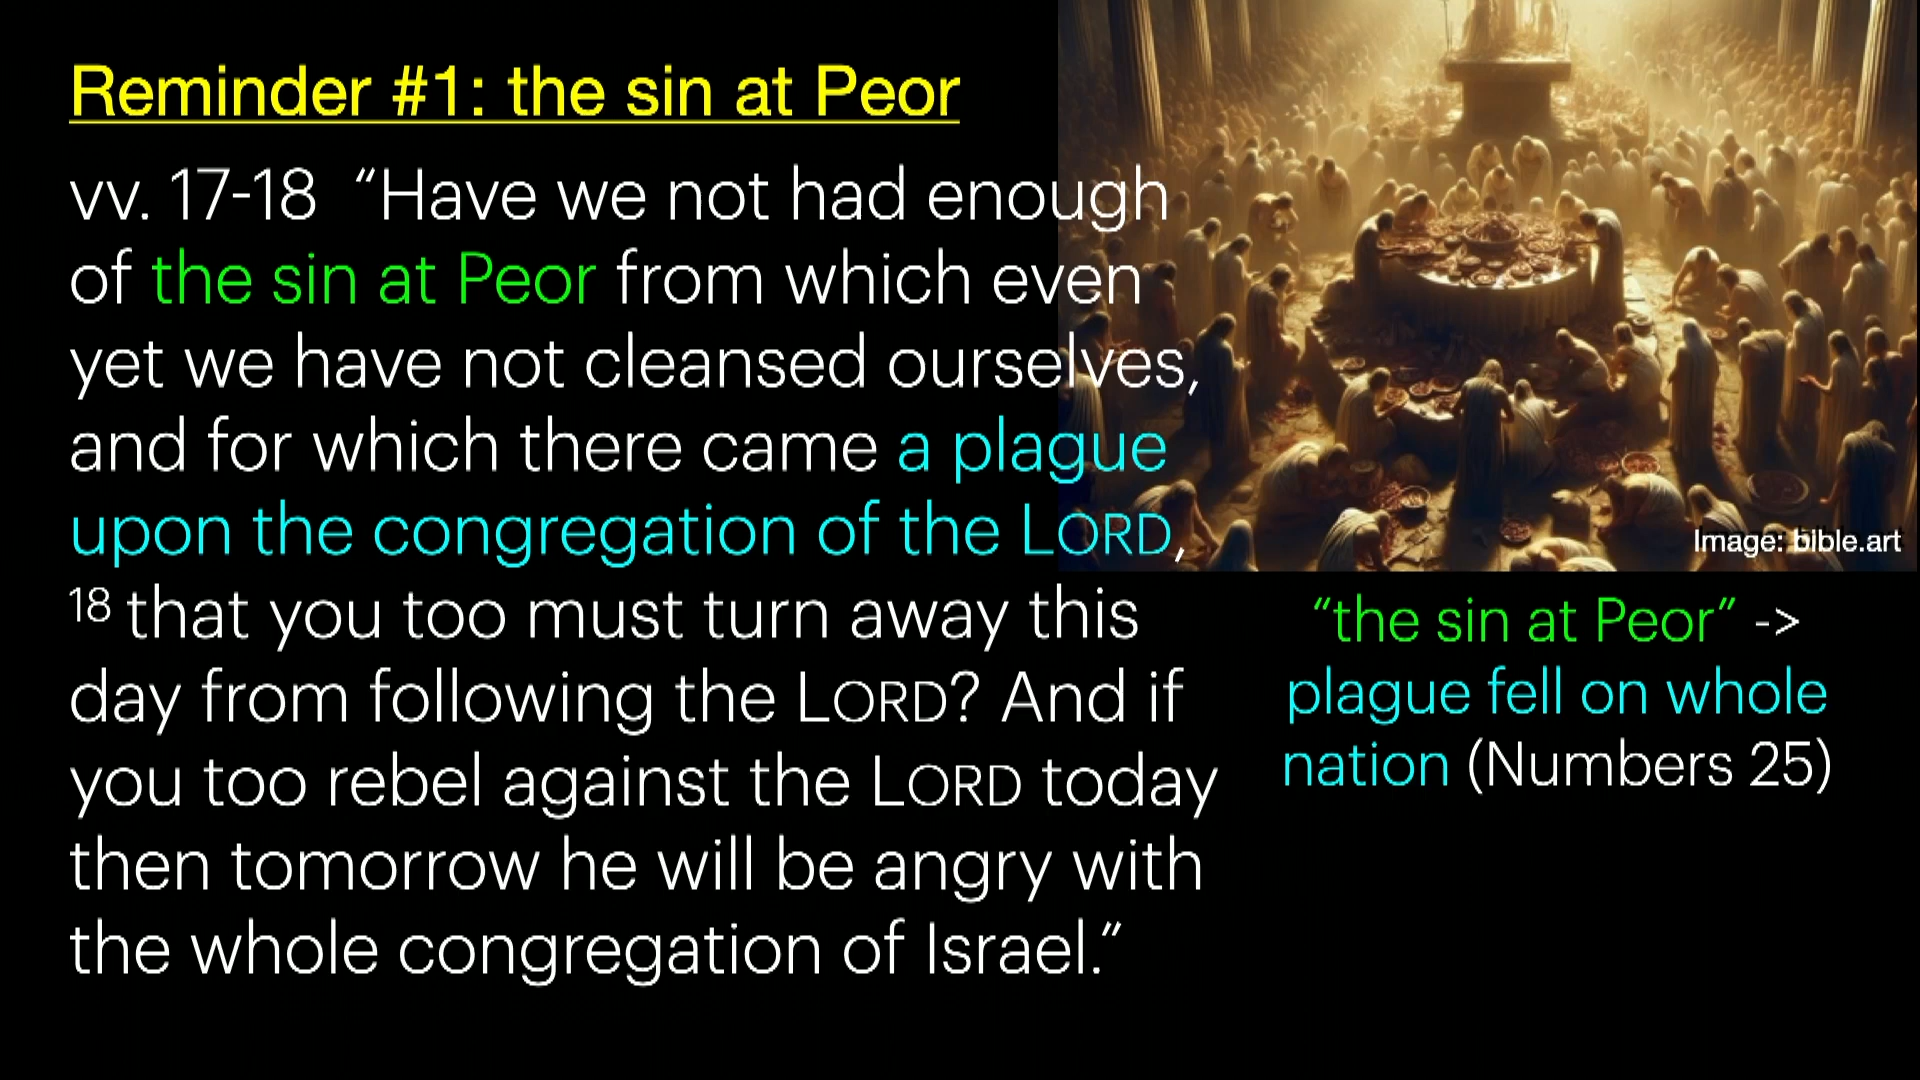 Reminder #1: the sin at Peor
vv. 17-18 “Have we not had enough
of the sin at Peor from which even
yet we have not cleansed ourselves,
and for which there came a plague
upon the congregation of the LORD,
18 that you too must turn away this
day from following the LORD? And if
you too rebel against the LORD today
then tomorrow he will be angry with
the whole congregation of Israel.”
Image: bible.art
“the sin at Peor” ->
plague fell on whole
nation (Numbers 25)